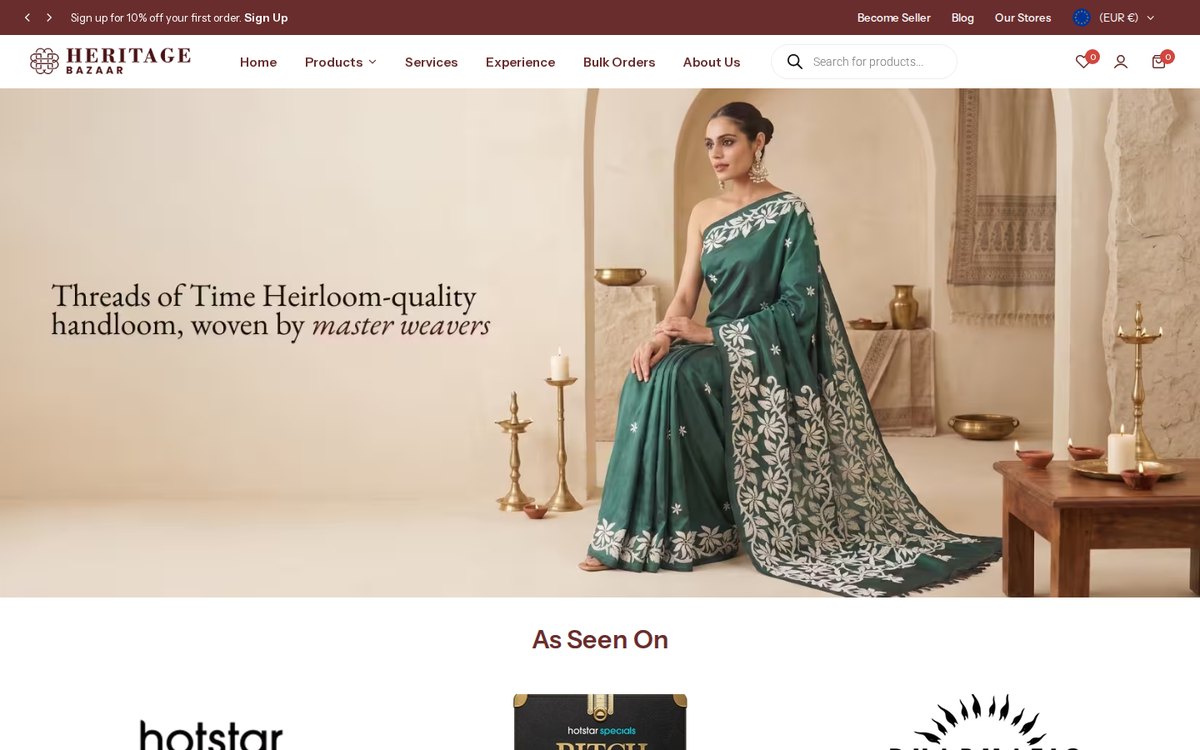 Sign up for 10% off your first order. Sign Up
Become Seller
Blog
Our Stores
(EUR €)
HERITAGE
BAZAAR
Home
Products
Services
Experience
Bulk Orders
About Us
Search for products...
0
0
Threads of Time Heirloom-quality
handloom, woven by master weavers
As Seen On
hotstar
hotstar specials